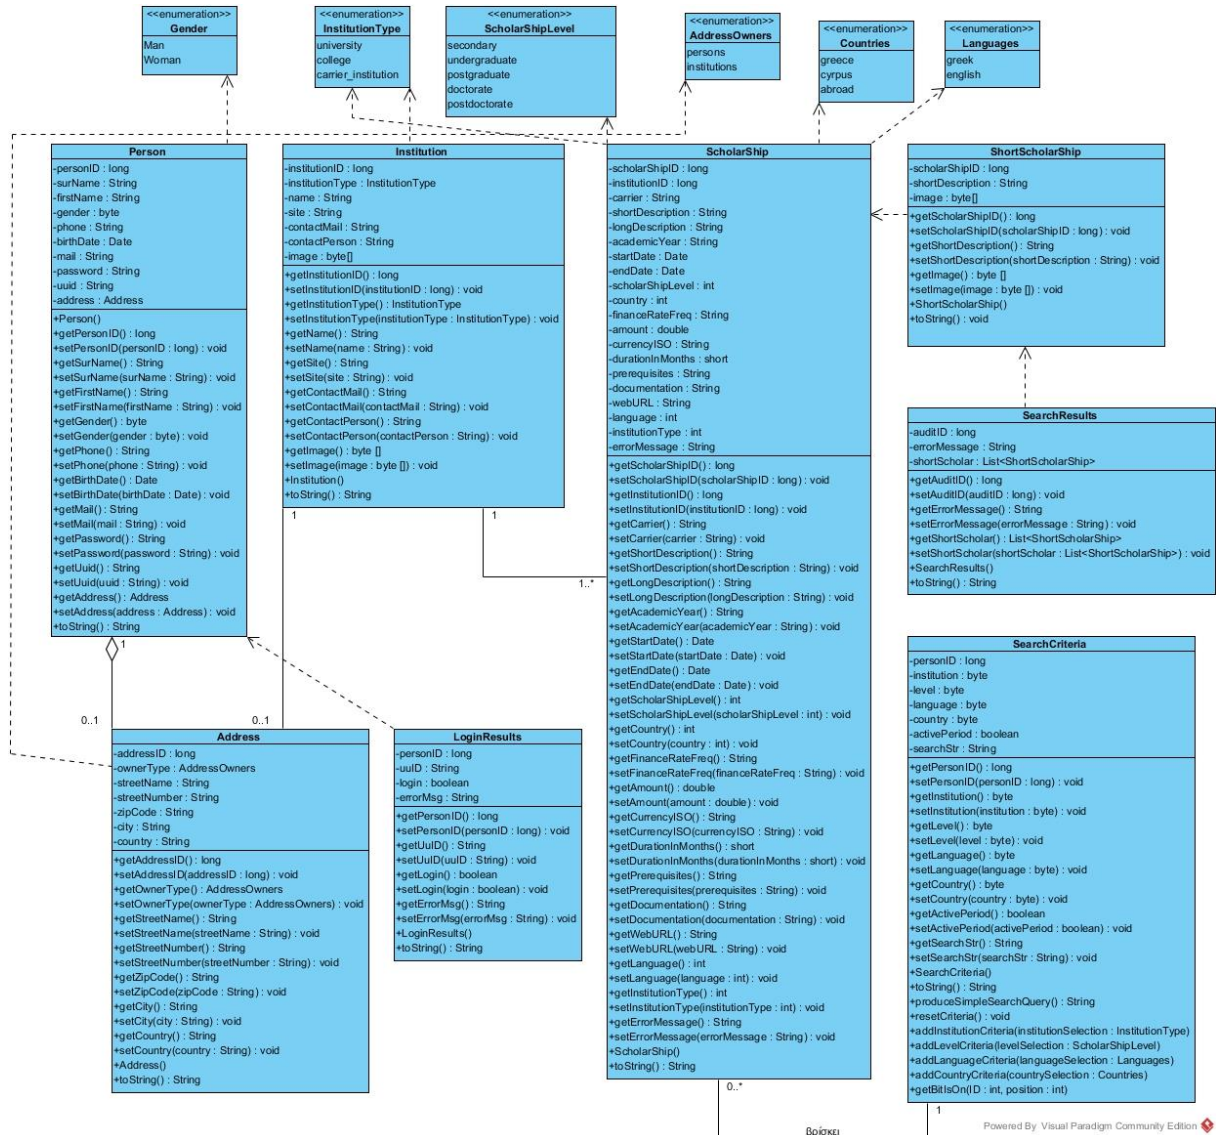 <<enumeration>>
Gender
Man
Woman
<<enumeration>>
InstitutionType
university
college
carrier_institution
<<enumeration>>
ScholarShipLevel
secondary
undergraduate
postgraduate
doctorate
postdoctorate
<<enumeration>>
AddressOwners
persons
institutions
<<enumeration>>
Countries
greece
cyrpus
abroad
<<enumeration>>
Languages
greek
english
Person
-personID : long
-surName : String
-firstName : String
-gender : byte
-phone : String
-birthDate : Date
-mail : String
-password : String
-uuid : String
-address : Address
+Person()
+getPersonID() : long
+setPersonID(personID : long) : void
+getSurName() : String
+setSurName(surName : String) : void
+getFirstName() : String
+setFirstName(firstName : String) : void
+getGender() : byte
+setGender(gender : byte) : void
+getPhone() : String
+setPhone(phone : String) : void
+getBirthDate() : Date
+setBirthDate(birthDate : Date) : void
+getMail() : String
+setMail(mail : String) : void
+getPassword() : String
+setPassword(password : String) : void
+getUuid() : String
+setUuid(uuid : String) : void
+getAddress() : Address
+setAddress(address : Address) : void
+toString() : String
1
0..1
Institution
-institutionID : long
-institutionType : InstitutionType
-name : String
-site : String
-contactMail : String
-contactPerson : String
-image : byte[]
+getInstitutionID() : long
+setInstitutionID(institutionID : long) : void
+getInstitutionType() : InstitutionType
+setInstitutionType(institutionType : InstitutionType) : void
+getName() : String
+setName(name : String) : void
+getSite() : String
+setSite(site : String) : void
+getContactMail() : String
+setContactMail(contactMail : String) : void
+getContactPerson() : String
+setContactPerson(contactPerson : String) : void
+getImage() : byte []
+setImage(image : byte []) : void
+Institution()
+toString() : String
1
1
1..*
0..1
ScholarShip
-scholarShipID : long
-institutionID : long
-carrier : String
-shortDescription : String
-longDescription : String
-academicYear : String
-startDate : Date
-endDate : Date
-scholarShipLevel : int
-country : int
-financeRateFreq : String
-amount : double
-currencyISO : String
-durationInMonths : short
-prerequisites : String
-documentation : String
-webURL : String
-language : int
-institutionType : int
-errorMessage : String
+getScholarShipID() : long
+setScholarShipID(scholarShipID : long) : void
+getInstitutionID() : long
+setInstitutionID(institutionID : long) : void
+getCarrier() : String
+setCarrier(carrier : String) : void
+getShortDescription() : String
+setShortDescription(shortDescription : String) : void
+getLongDescription() : String
+setLongDescription(longDescription : String) : void
+getAcademicYear() : String
+setAcademicYear(academicYear : String) : void
+getStartDate() : Date
+setStartDate(startDate : Date) : void
+getEndDate() : Date
+setEndDate(endDate : Date) : void
+getScholarShipLevel() : int
+setScholarShipLevel(scholarShipLevel : int) : void
+getCountry() : int
+setCountry(country : int) : void
+getFinanceRateFreq() : String
+setFinanceRateFreq(financeRateFreq : String) : void
+getAmount() : double
+setAmount(amount : double) : void
+getCurrencyISO() : String
+setCurrencyISO(currencyISO : String) : void
+getDurationInMonths() : short
+setDurationInMonths(durationInMonths : short) : void
+getPrerequisites() : String
+setPrerequisites(prerequisites : String) : void
+getDocumentation() : String
+setDocumentation(documentation : String) : void
+getWebURL() : String
+setWebURL(webURL : String) : void
+getLanguage() : int
+setLanguage(language : int) : void
+getInstitutionType() : int
+setInstitutionType(institutionType : int) : void
+getErrorMessage() : String
+setErrorMessage(errorMessage : String) : void
+ScholarShip()
+toString() : String
0..*
ShortScholarShip
-scholarShipID : long
-shortDescription : String
-image : byte[]
+getScholarShipID() : long
+setScholarShipID(scholarShipID : long) : void
+getShortDescription() : String
+setShortDescription(shortDescription : String) : void
+getImage() : byte []
+setImage(image : byte []) : void
+ShortScholarShip()
+toString() : void
SearchResults
-auditID : long
-errorMessage : String
-shortScholar : List<ShortScholarShip>
+getAuditID() : long
+setAuditID(auditID : long) : void
+getErrorMessage() : String
+setErrorMessage(errorMessage : String) : void
+getShortScholar() : List<ShortScholarShip>
+setShortScholar(shortScholar : List<ShortScholarShip>) : void
+SearchResults()
+toString() : String
Address
-addressID : long
-ownerType : AddressOwners
-streetName : String
-streetNumber : String
-zipCode : String
-city : String
-country : String
+getAddressID() : long
+setAddressID(addressID : long) : void
+getOwnerType() : AddressOwners
+setOwnerType(ownerType : AddressOwners) : void
+getStreetName() : String
+setStreetName(streetName : String) : void
+getStreetNumber() : String
+setStreetNumber(streetNumber : String) : void
+getZipCode() : String
+setZipCode(zipCode : String) : void
+getCity() : String
+setCity(city : String) : void
+getCountry() : String
+setCountry(country : String) : void
+Address()
+toString() : String
LoginResults
-personID : long
-uuID : String
-login : boolean
-errorMsg : String
+getPersonID() : long
+setPersonID(personID : long) : void
+getUuID() : String
+setUuID(uuID : String) : void
+getLogin() : boolean
+setLogin(login : boolean) : void
+getErrorMsg() : String
+setErrorMsg(errorMsg : String) : void
+LoginResults()
+toString() : String
SearchCriteria
-personID : long
-institution : byte
-level : byte
-language : byte
-country : byte
-activePeriod : boolean
-searchStr : String
+getPersonID() : long
+setPersonID(personID : long) : void
+getInstitution() : byte
+setInstitution(institution : byte) : void
+getLevel() : byte
+setLevel(level : byte) : void
+getLanguage() : byte
+setLanguage(language : byte) : void
+getCountry() : byte
+setCountry(country : byte) : void
+getActivePeriod() : boolean
+setActivePeriod(activePeriod : boolean) : void
+getSearchStr() : String
+setSearchStr(searchStr : String) : void
+SearchCriteria()
+toString() : String
+produceSimpleSearchQuery() : String
+resetCriteria() : void
+addInstitutionCriteria(institutionSelection : InstitutionType)
+addLevelCriteria(levelSelection : ScholarShipLevel)
+addLanguageCriteria(languageSelection : Languages)
+addCountryCriteria(countrySelection : Countries)
+getBitIsOn(ID : int, position : int)
1
βρίσκει
Powered By Visual Paradigm Community Edition